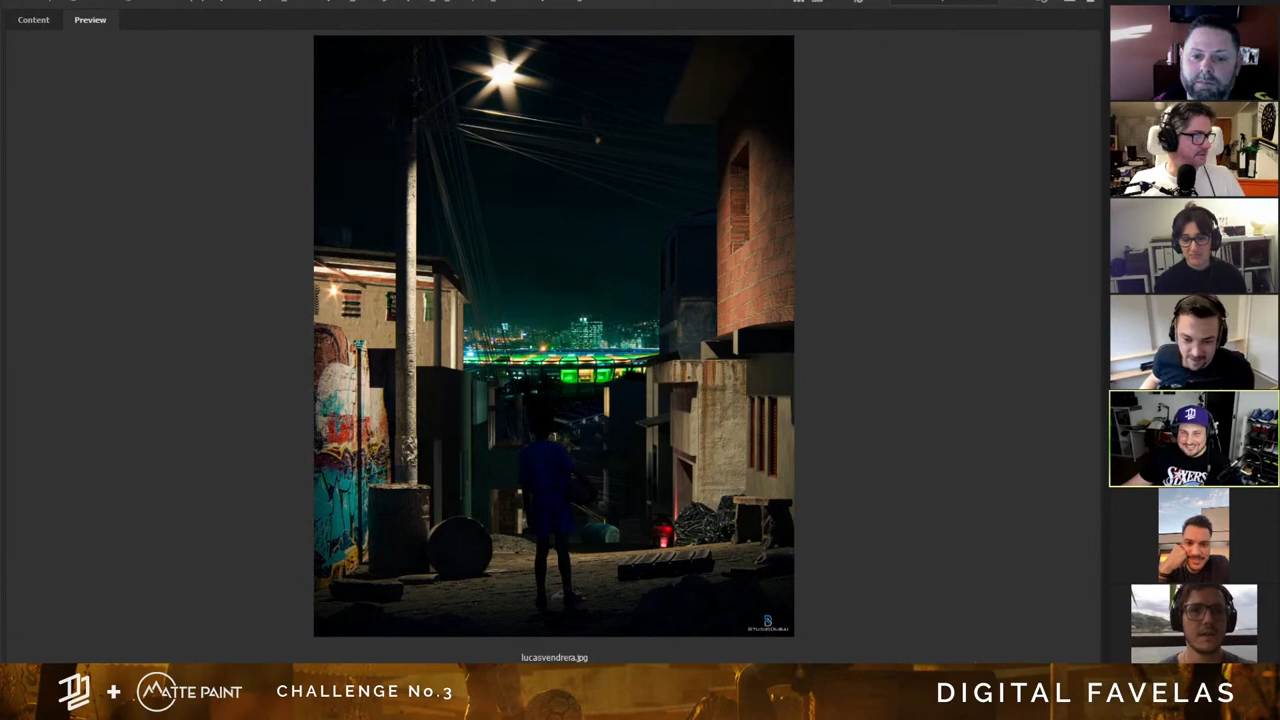 Content
Preview
lucasvendrera.jpg
+ MATTE PAINT
CHALLENGE No.3
DIGITAL FAVELAS